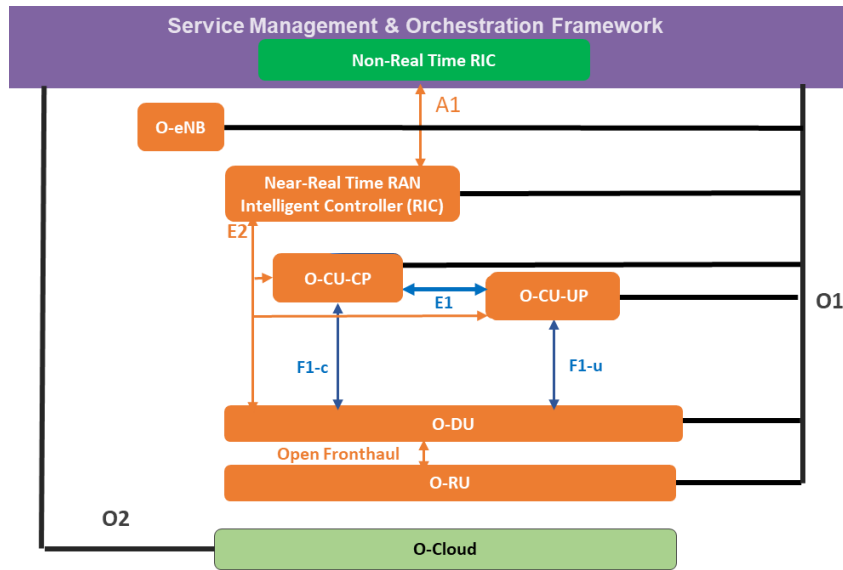 Service Management & Orchestration Framework
Non-Real Time RIC
A1
O-eNB
Near-Real Time RAN
Intelligent Controller (RIC)
E2
O-CU-CP
E1
O-CU-UP
O1
F1-c
F1-u
O-DU
Open Fronthaul
O-RU
O2
O-Cloud